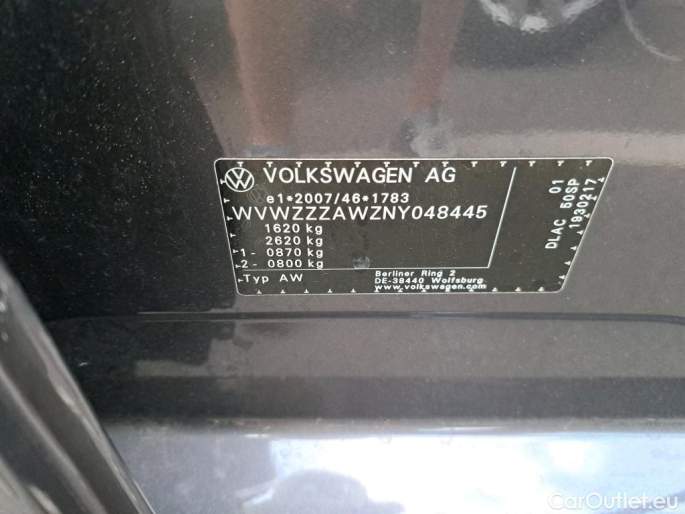 VOLKSWAGEN AG
e1*2007/46*1783
WVWZZZAWZNY048445
1620 kg
2620 kg
1 - 0870 kg
2 - 0800 kg
Typ AW
Berliner Ring 2
DE-38440 Wolfsburg
www.volkswagen.com
01
DLAC 50SP
1930217
CarOutlet.eu